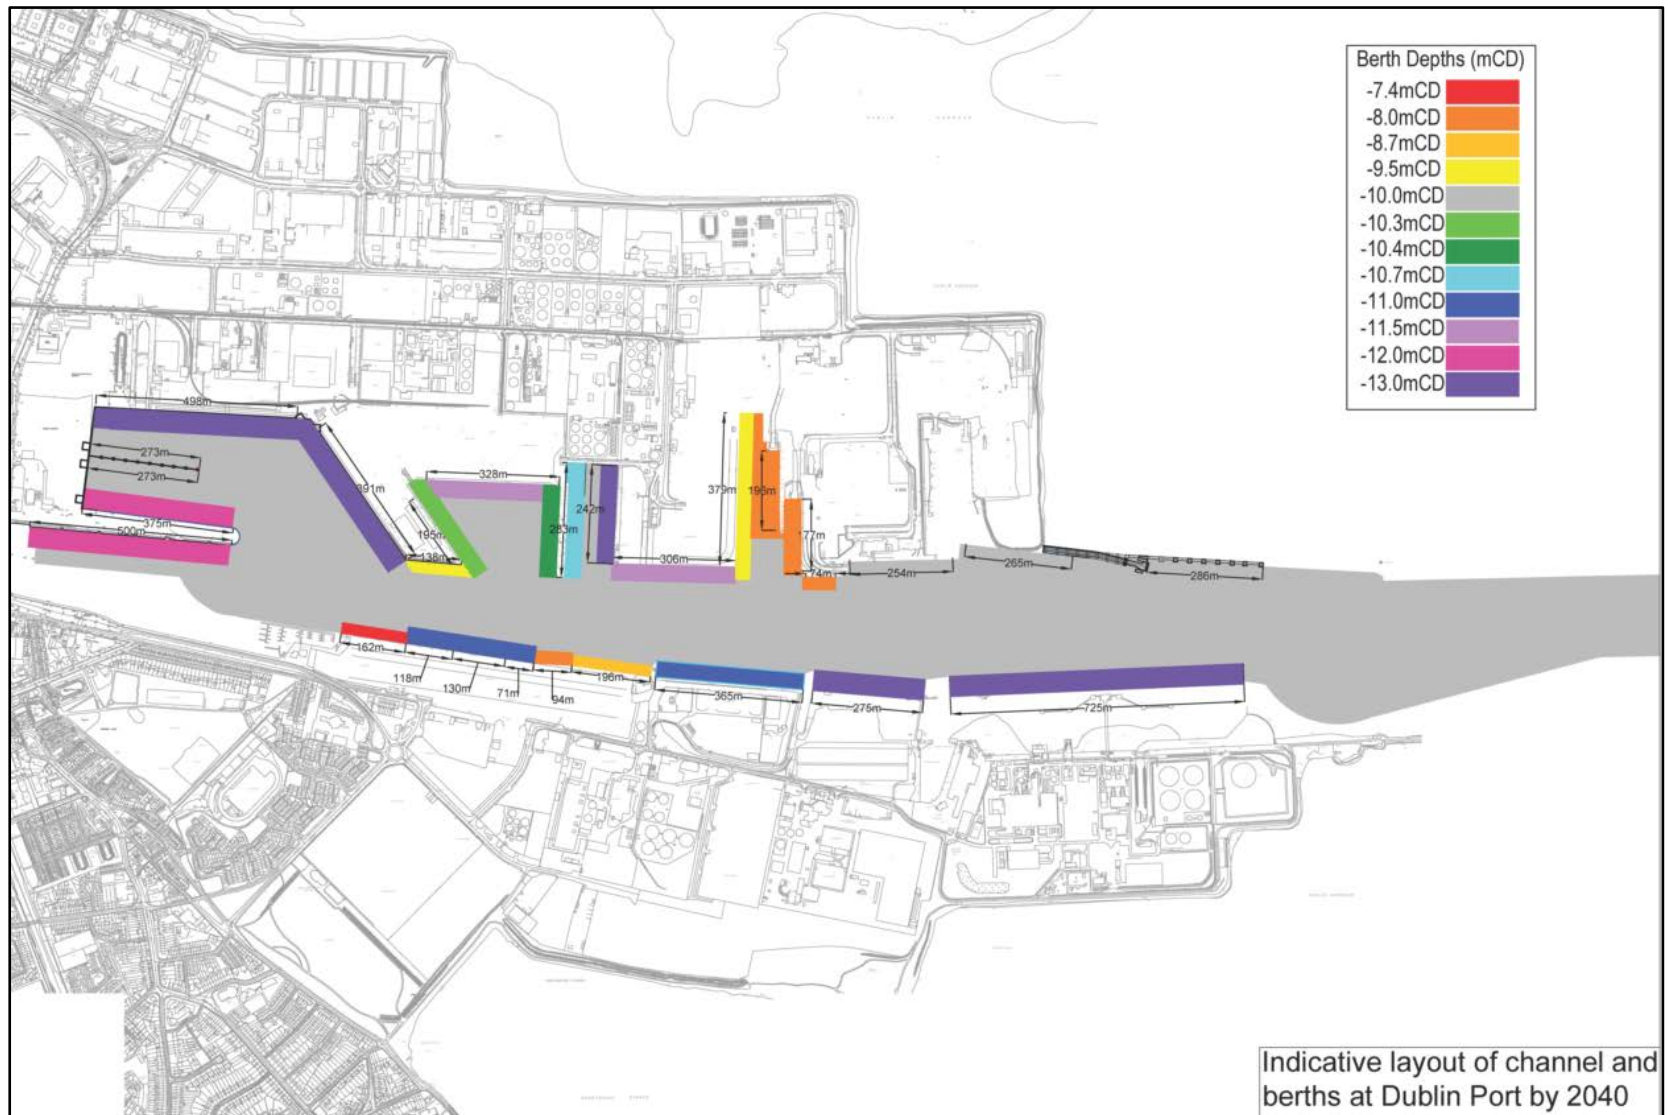 Berth Depths (mCD)
-7.4mCD
-8.0mCD
-8.7mCD
-9.5mCD
-10.0mCD
-10.3mCD
-10.4mCD
-10.7mCD
-11.0mCD
-11.5mCD
-12.0mCD
-13.0mCD
498m
273m
273m
375m
500m
391m
328m
195m
138m
283m
242m
306m
379m
196m
177m
74m
254m
265m
286m
162m
118m
130m
71m
94m
196m
365m
275m
725m
Indicative layout of channel and
berths at Dublin Port by 2040